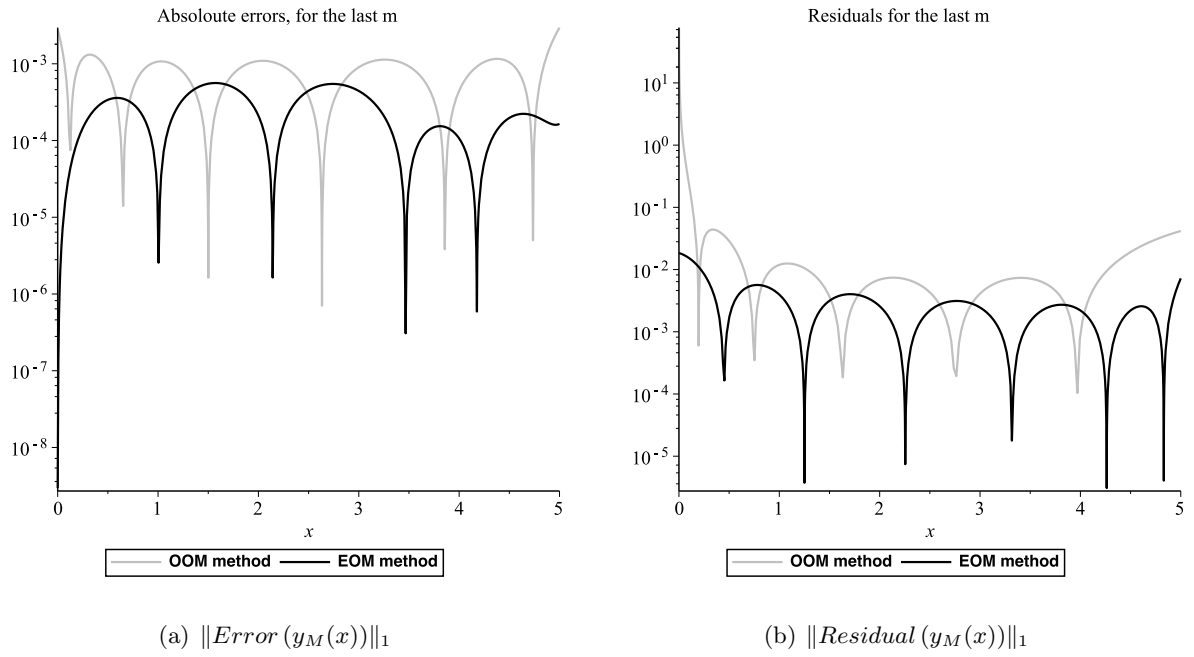 Absoloute errors, for the last m
10^-3
10^-4
10^-5
10^-6
10^-7
10^-8
0 1 2 3 4 5
x
OOM method EOM method
(a) ‖Error (y_M(x))‖_1
Residuals for the last m
10^1
10^0
10^-1
10^-2
10^-3
10^-4
10^-5
0 1 2 3 4 5
x
OOM method EOM method
(b) ‖Residual (y_M(x))‖_1